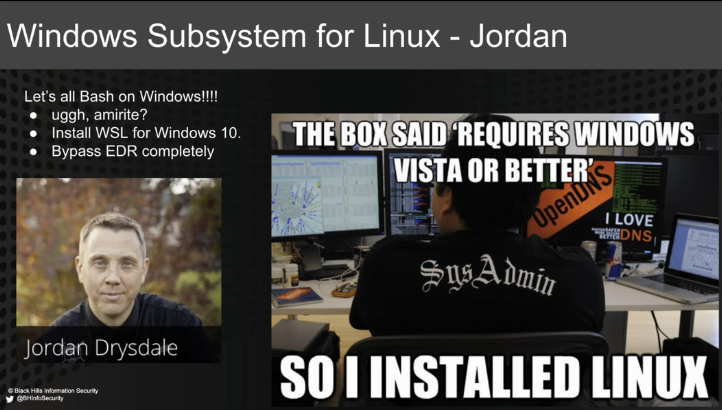 Windows Subsystem for Linux - Jordan
Let's all Bash on Windows!!!!
● uggh, amirite?
● Install WSL for Windows 10.
● Bypass EDR completely
Jordan Drysdale
© Black Hills Information Security
@BHInfoSecurity
THE BOX SAID 'REQUIRES WINDOWS
VISTA OR BETTER'
OpenDNS
I LOVE
DNS
SysAdmin
SO I INSTALLED LINUX